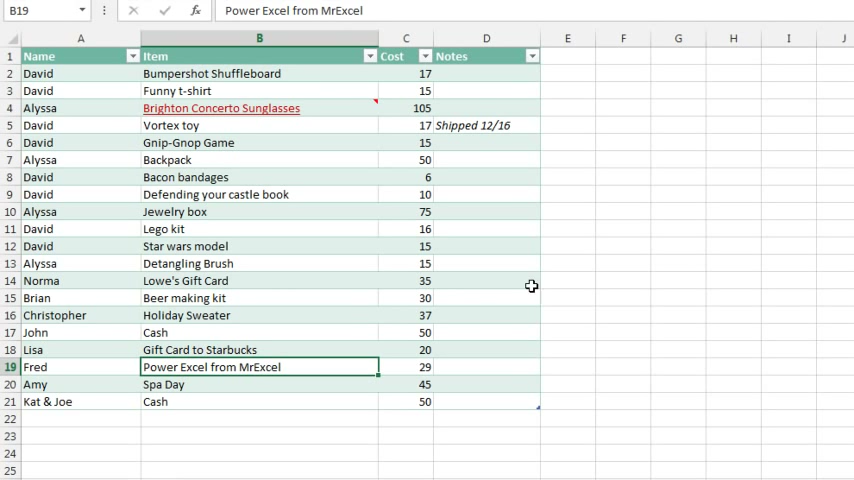 B19 fx Power Excel from MrExcel
A B C D E F G H I J
1 Name Item Cost Notes
2 David Bumpershot Shuffleboard 17
3 David Funny t-shirt 15
4 Alyssa Brighton Concerto Sunglasses 105
5 David Vortex toy 17 Shipped 12/16
6 David Gnip-Gnop Game 15
7 Alyssa Backpack 50
8 David Bacon bandages 6
9 David Defending your castle book 10
10 Alyssa Jewelry box 75
11 David Lego kit 16
12 David Star wars model 15
13 Alyssa Detangling Brush 15
14 Norma Lowe's Gift Card 35
15 Brian Beer making kit 30
16 Christopher Holiday Sweater 37
17 John Cash 50
18 Lisa Gift Card to Starbucks 20
19 Fred Power Excel from MrExcel 29
20 Amy Spa Day 45
21 Kat & Joe Cash 50
22
23
24
25